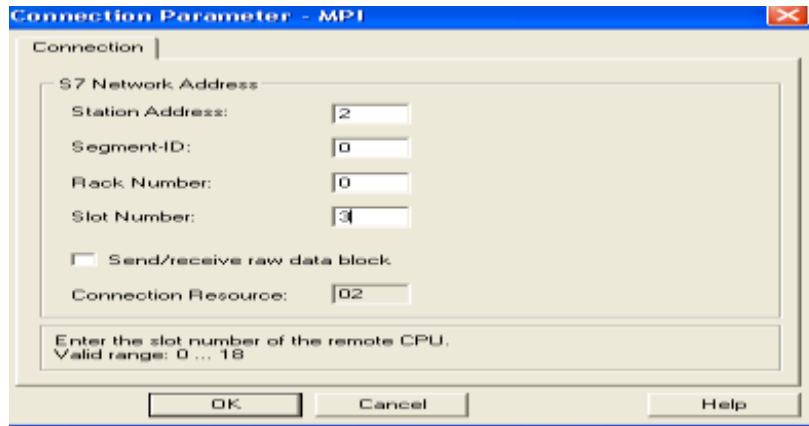 Connection Parameter - MPI
Connection
S7 Network Address
Station Address: 2
Segment-ID: 0
Rack Number: 0
Slot Number: 3
Send/receive raw data block
Connection Resource: 02
Enter the slot number of the remote CPU.
Valid range: 0 ... 18
OK Cancel Help